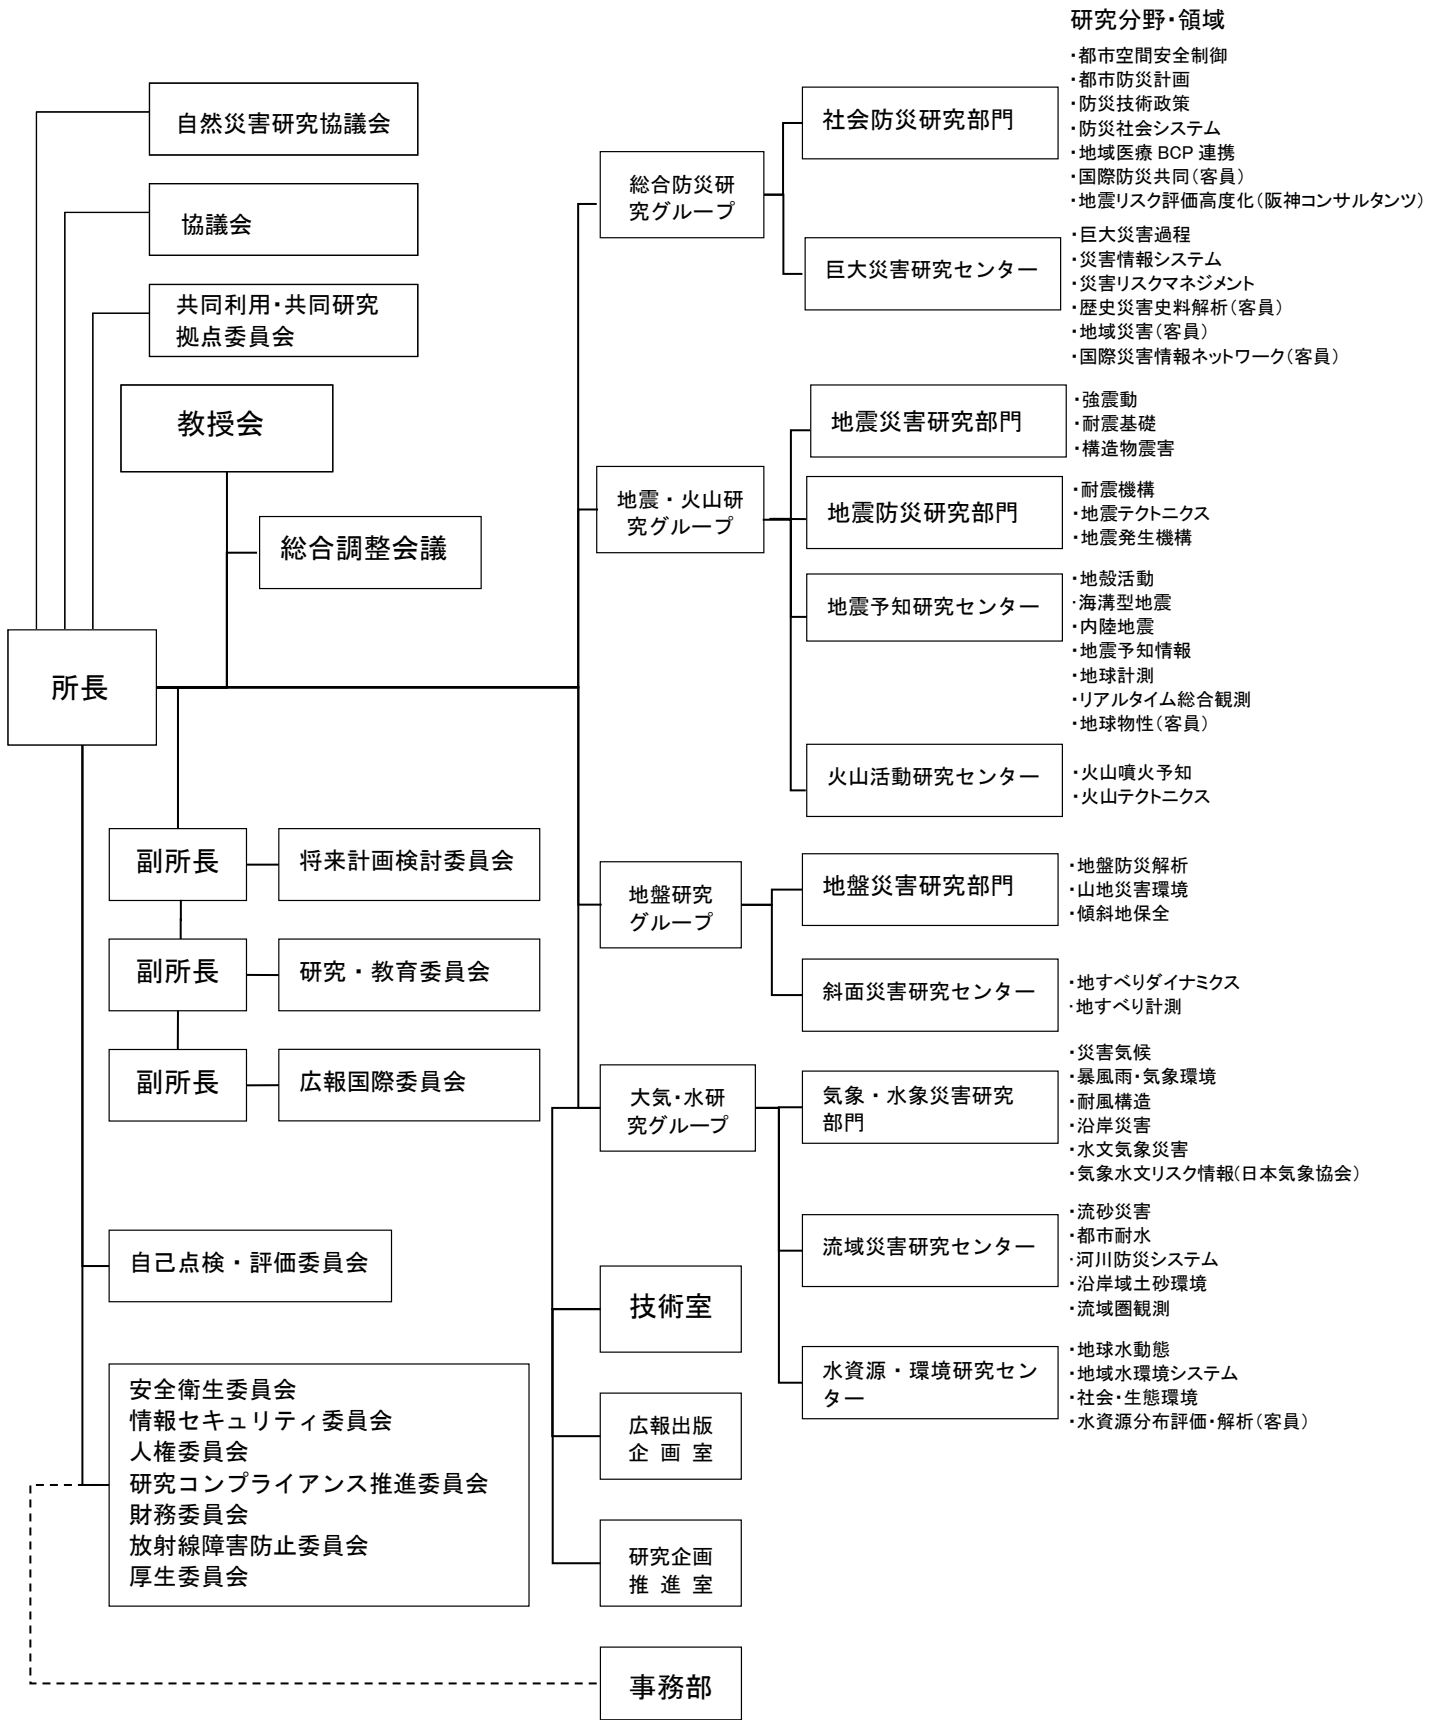 研究分野・領域
自然災害研究協議会
協議会
共同利用・共同研究
拠点委員会
教授会
総合調整会議
所長
副所長
将来計画検討委員会
副所長
研究・教育委員会
副所長
広報国際委員会
自己点検・評価委員会
安全衛生委員会
情報セキュリティ委員会
人権委員会
研究コンプライアンス推進委員会
財務委員会
放射線障害防止委員会
厚生委員会
総合防災研
究グループ
社会防災研究部門
・都市空間安全制御
・都市防災計画
・防災技術政策
・防災社会システム
・地域医療 BCP 連携
・国際防災共同(客員)
・地震リスク評価高度化(阪神コンサルタンツ)
巨大災害研究センター
・巨大災害過程
・災害情報システム
・災害リスクマネジメント
・歴史災害史料解析(客員)
・地域災害(客員)
・国際災害情報ネットワーク(客員)
地震・火山研
究グループ
地震災害研究部門
・強震動
・耐震基礎
・構造物震害
地震防災研究部門
・耐震機構
・地震テクトニクス
・地震発生機構
地震予知研究センター
・地殻活動
・海溝型地震
・内陸地震
・地震予知情報
・地球計測
・リアルタイム総合観測
・地球物性(客員)
火山活動研究センター
・火山噴火予知
・火山テクトニクス
地盤研究
グループ
地盤災害研究部門
・地盤防災解析
・山地災害環境
・傾斜地保全
斜面災害研究センター
・地すべりダイナミクス
・地すべり計測
大気・水研
究グループ
気象・水象災害研究
部門
・災害気候
・暴風雨・気象環境
・耐風構造
・沿岸災害
・水文気象災害
・気象水文リスク情報(日本気象協会)
流域災害研究センター
・流砂災害
・都市耐水
・河川防災システム
・沿岸域土砂環境
・流域圏観測
水資源・環境研究セン
ター
・地球水動態
・地域水環境システム
・社会・生態環境
・水資源分布評価・解析(客員)
技術室
広報出版
企 画 室
研究企画
推 進 室
事務部